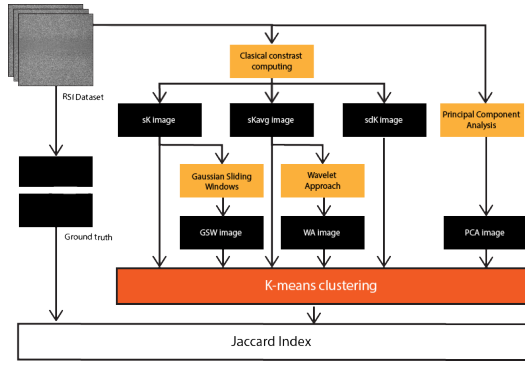 Clasical constrast
computing
RSI Dataset
sK image
sKavg image
sdK image
Principal Component
Analysis
Gaussian Sliding
Windows
Wavelet
Approach
Ground truth
GSW image
WA image
PCA image
K-means clustering
Jaccard Index